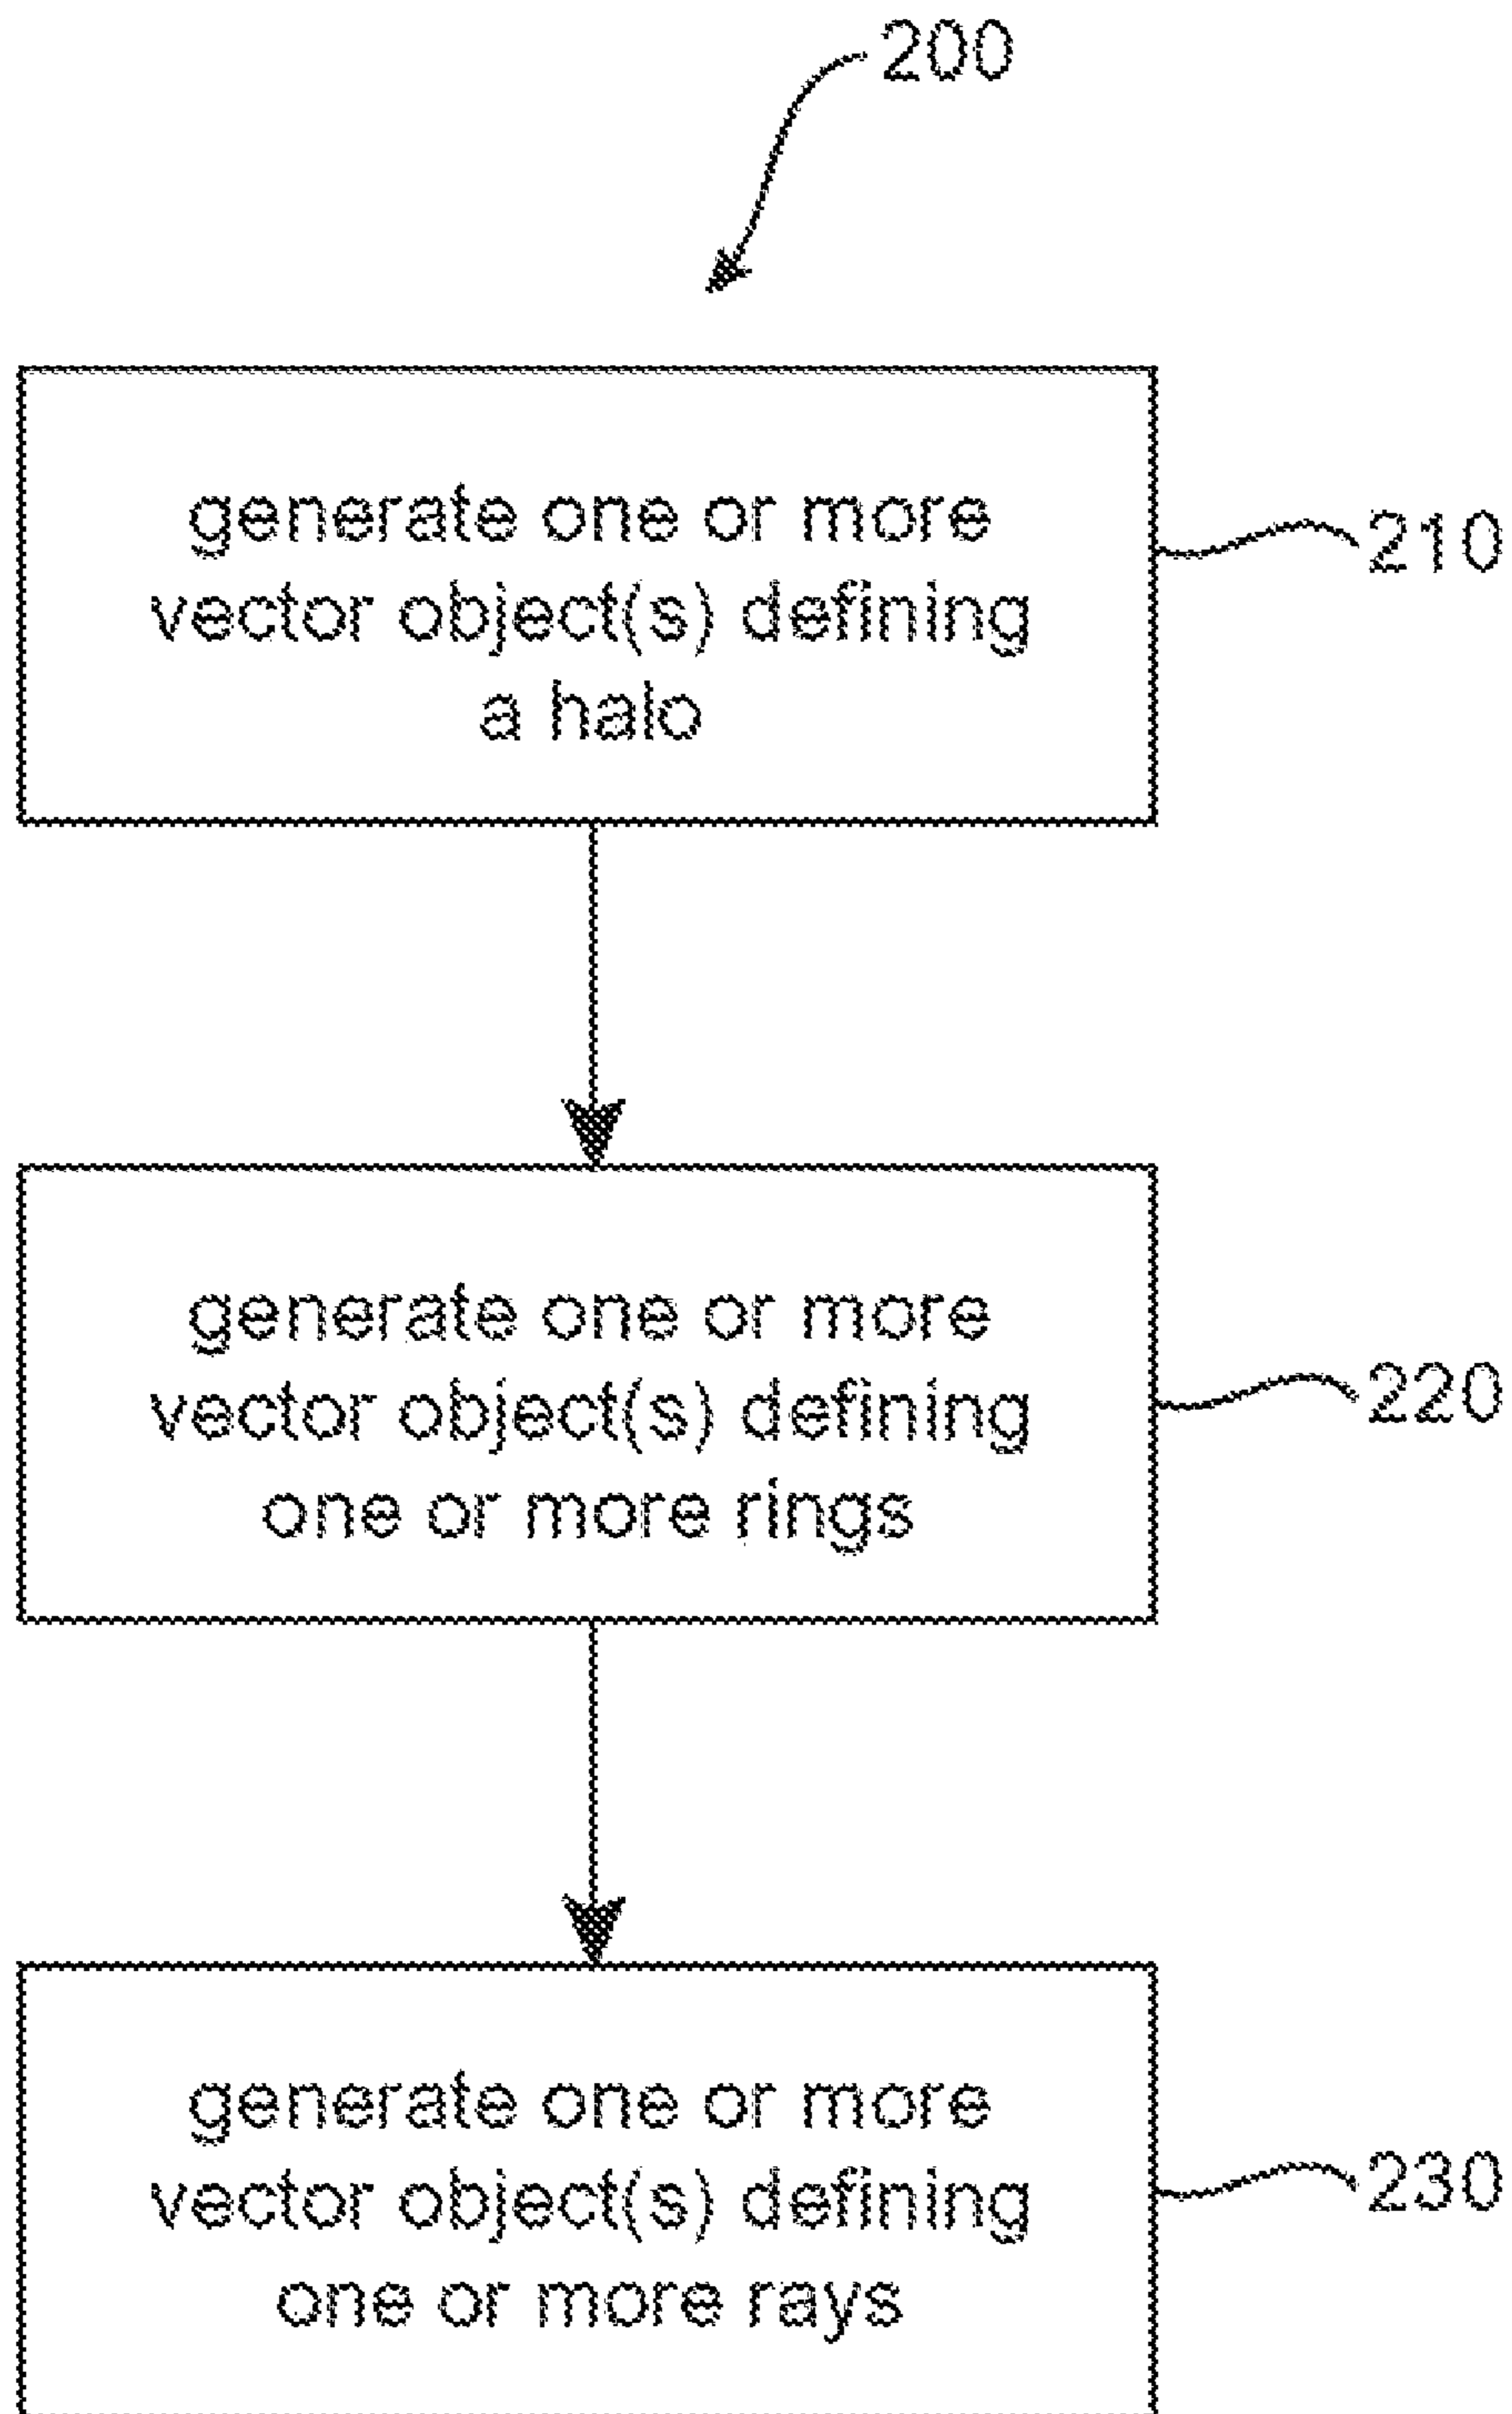 200
generate one or more
vector object(s) defining
a halo
210
generate one or more
vector object(s) defining
one or more rings
220
generate one or more
vector object(s) defining
one or more rays
230